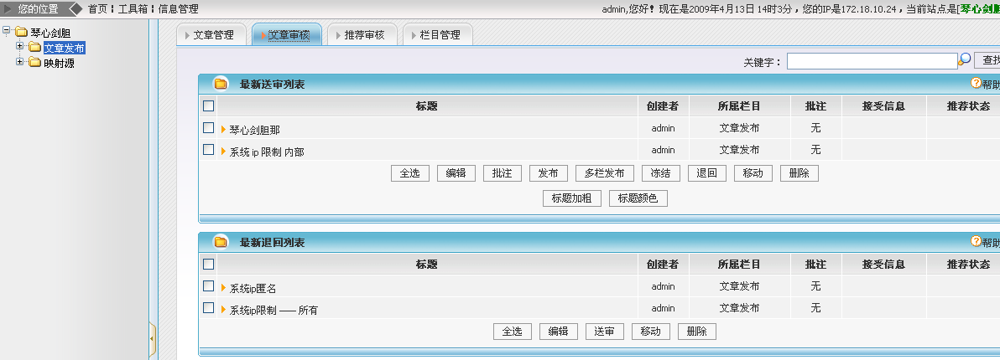 您的位置 首页 ┇ 工具箱 ┇ 信息管理 admin,您好！现在是2009年4月13日 14时3分，您的IP是172.18.10.24，当前站点是[琴心剑胆
琴心剑胆
文章发布
映射源
文章管理 文章审核 推荐审核 栏目管理
关键字： 查找
最新送审列表 帮助
标题 创建者 所属栏目 批注 接受信息 推荐状态
琴心剑胆那 admin 文章发布 无
系统 ip 限制 内部 admin 文章发布 无
全选 编辑 批注 发布 多栏发布 冻结 退回 移动 删除
标题加粗 标题颜色
最新退回列表 帮助
标题 创建者 所属栏目 批注 接受信息 推荐状态
系统ip匿名 admin 文章发布 无
系统ip限制 —— 所有 admin 文章发布 无
全选 编辑 送审 移动 删除